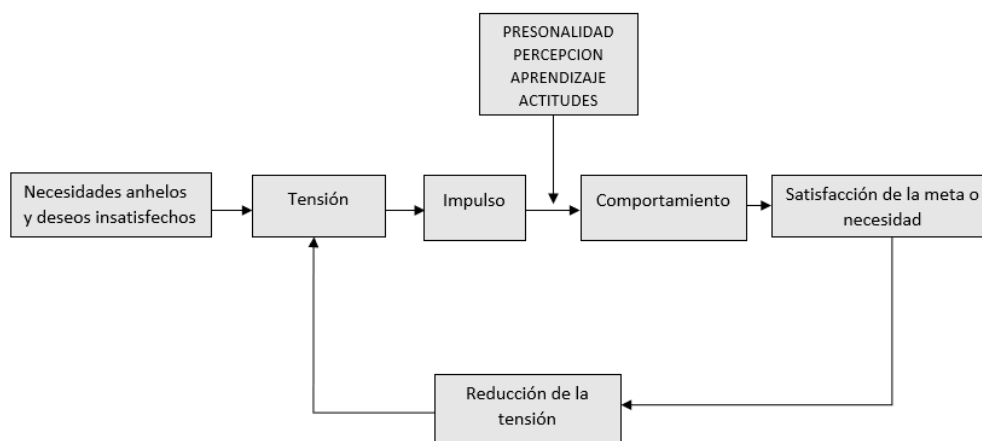 PRESONALIDAD
PERCEPCION
APRENDIZAJE
ACTITUDES
Necesidades anhelos
y deseos insatisfechos
Tensión
Impulso
Comportamiento
Satisfacción de la meta o
necesidad
Reducción de la
tensión